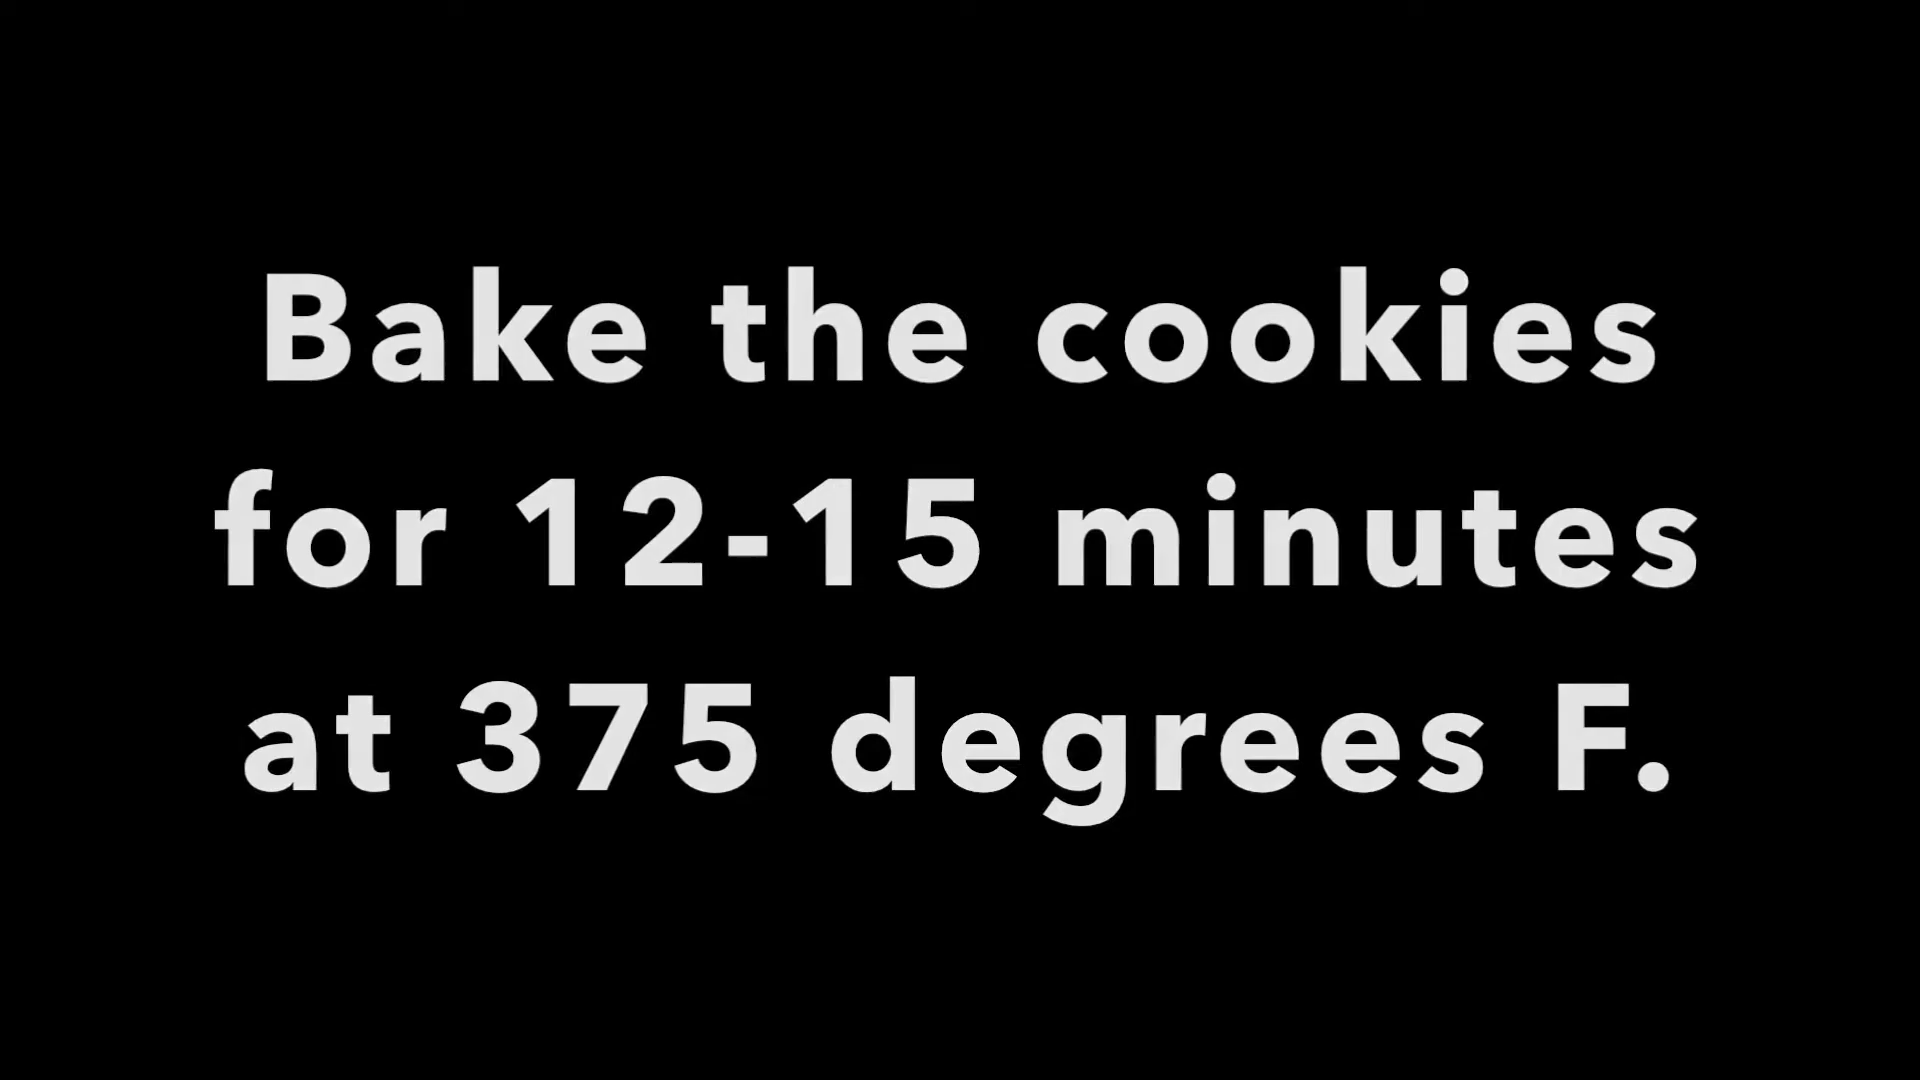 Bake the cookies
for 12-15 minutes
at 375 degrees F.